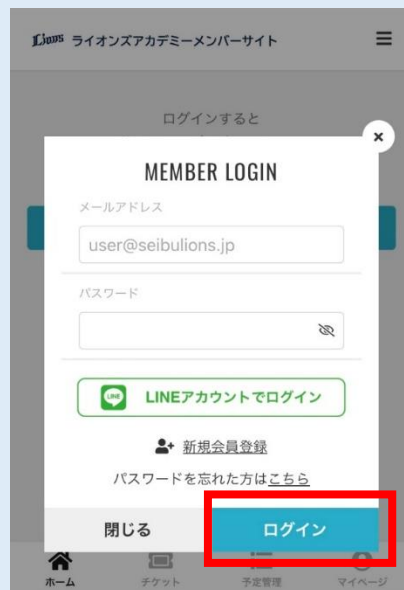 Lions ライオンズアカデミーメンバーサイト
ログインすると
×
MEMBER LOGIN
メールアドレス
user@seibulions.jp
パスワード
LINE LINEアカウントでログイン
新規会員登録
パスワードを忘れた方はこちら
閉じる ログイン
ホーム チケット 予定管理 マイページ